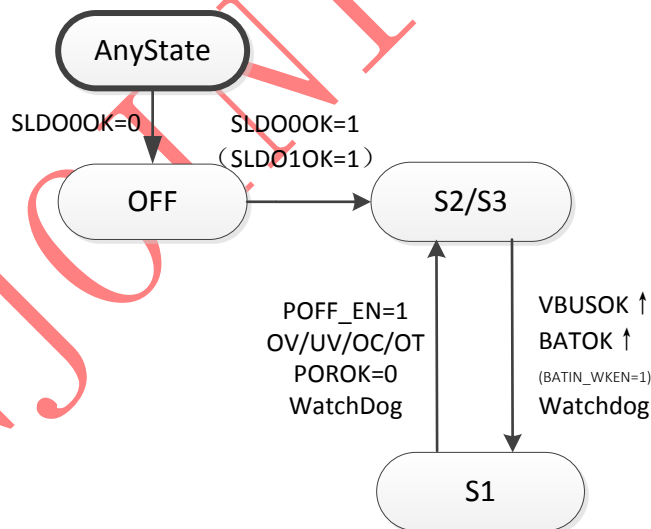 AnyState
SLDO0OK=0
SLDO0OK=1
（SLDO1OK=1）
OFF
S2/S3
POFF_EN=1
OV/UV/OC/OT
POROK=0
WatchDog
VBUSOK ↑
BATOK ↑
(BATIN_WKEN=1)
Watchdog
S1